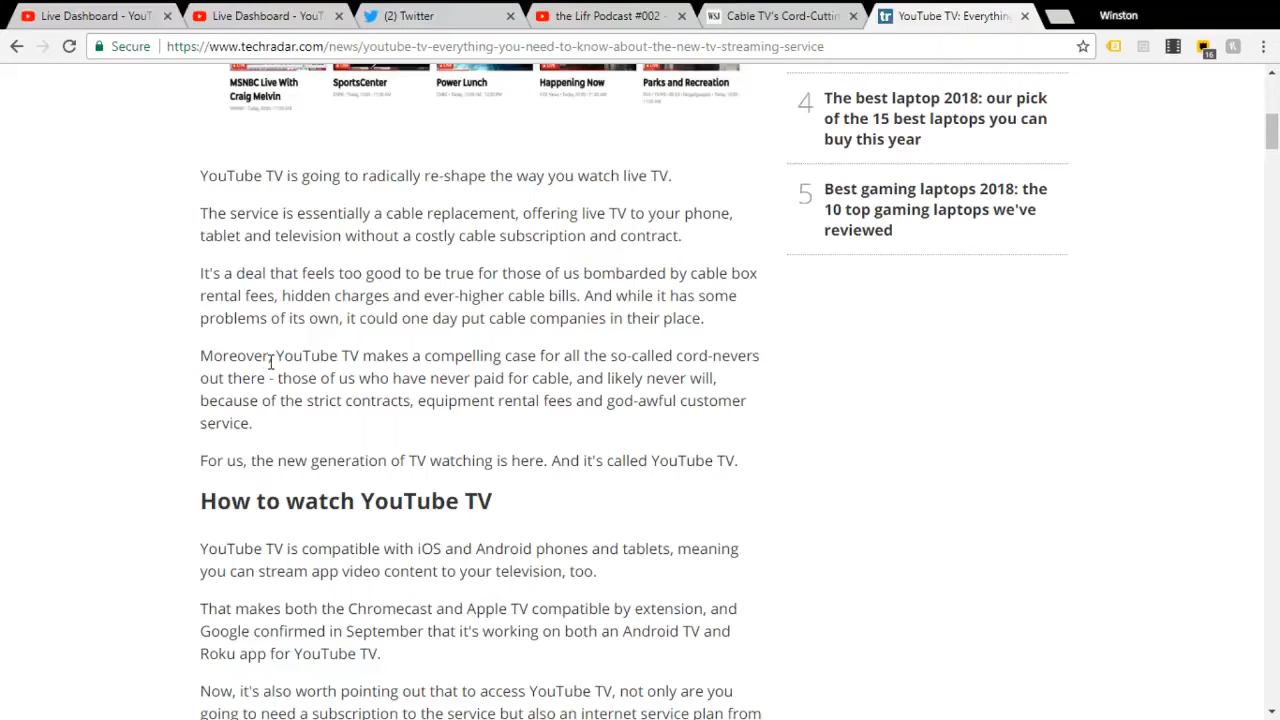 Live Dashboard - YouT
Live Dashboard - YouT
(2) Twitter
the Lifr Podcast #002 -
WSJ
Cable TV's Cord-Cuttin
tr
YouTube TV: Everythin
Winston
Secure
https://www.techradar.com/news/youtube-tv-everything-you-need-to-know-about-the-new-tv-streaming-service
16
MSNBC Live With
Craig Melvin
SportsCenter
Power Lunch
Happening Now
Parks and Recreation
YouTube TV is going to radically re-shape the way you watch live TV.
The service is essentially a cable replacement, offering live TV to your phone,
tablet and television without a costly cable subscription and contract.
It's a deal that feels too good to be true for those of us bombarded by cable box
rental fees, hidden charges and ever-higher cable bills. And while it has some
problems of its own, it could one day put cable companies in their place.
Moreover, YouTube TV makes a compelling case for all the so-called cord-nevers
out there - those of us who have never paid for cable, and likely never will,
because of the strict contracts, equipment rental fees and god-awful customer
service.
For us, the new generation of TV watching is here. And it's called YouTube TV.
How to watch YouTube TV
YouTube TV is compatible with iOS and Android phones and tablets, meaning
you can stream app video content to your television, too.
That makes both the Chromecast and Apple TV compatible by extension, and
Google confirmed in September that it's working on both an Android TV and
Roku app for YouTube TV.
Now, it's also worth pointing out that to access YouTube TV, not only are you
going to need a subscription to the service but also an internet service plan from
4
The best laptop 2018: our pick
of the 15 best laptops you can
buy this year
5
Best gaming laptops 2018: the
10 top gaming laptops we've
reviewed